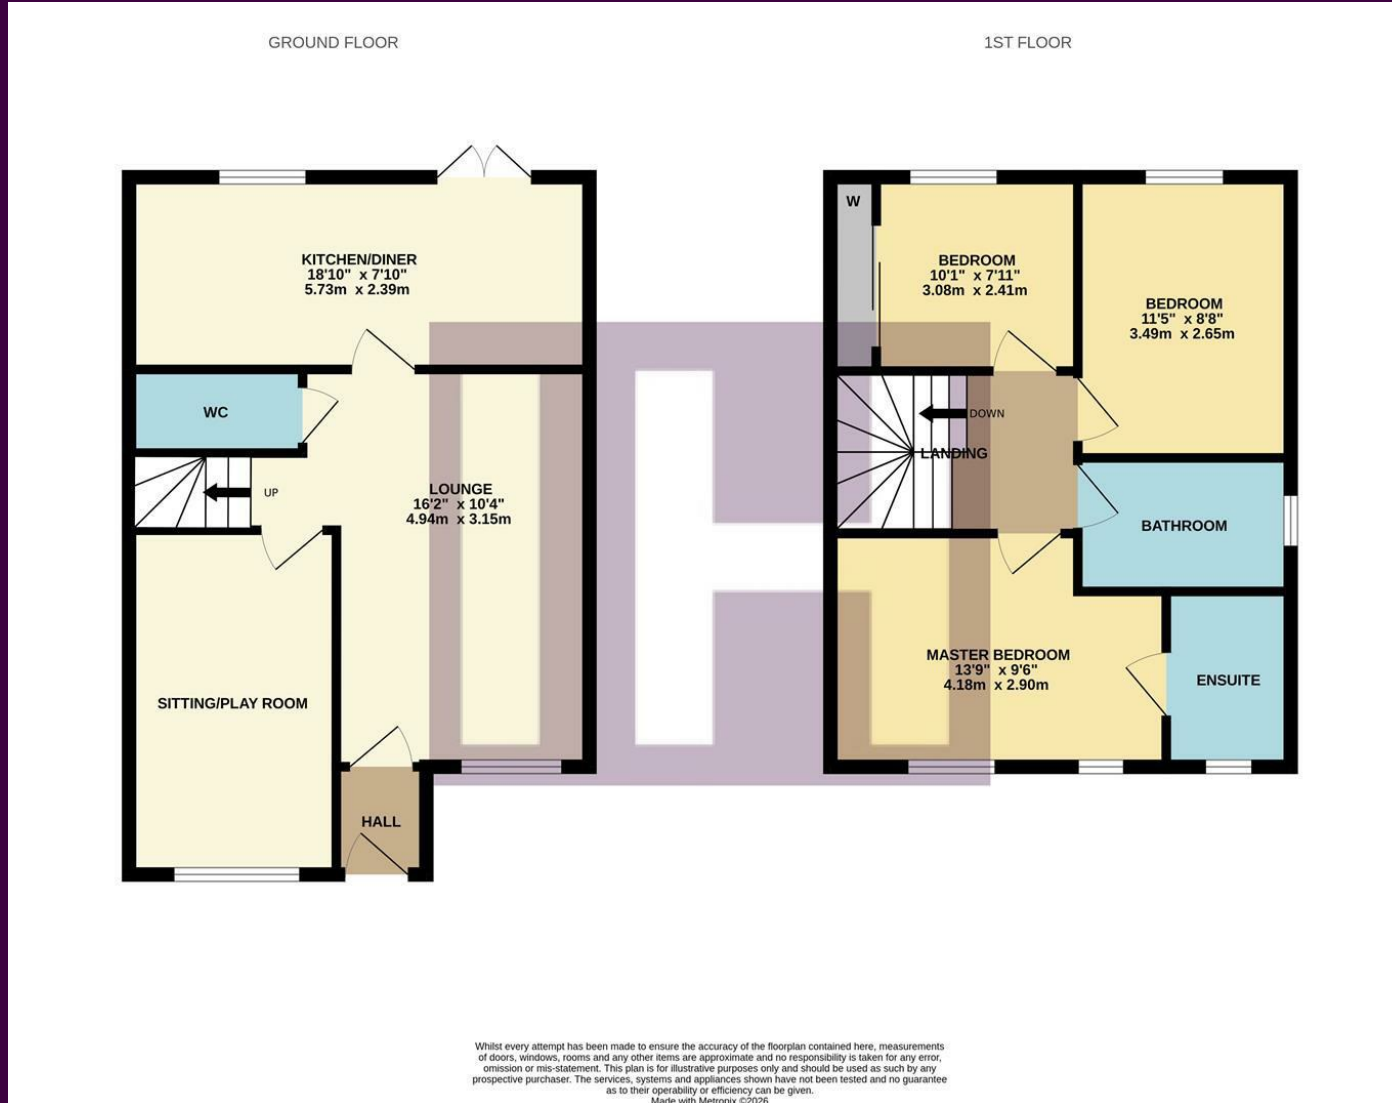 GROUND FLOOR
1ST FLOOR
KITCHEN/DINER
18'10" x 7'10"
5.73m x 2.39m
WC
UP
LOUNGE
16'2" x 10'4"
4.94m x 3.15m
SITTING/PLAY ROOM
HALL
W
BEDROOM
10'1" x 7'11"
3.08m x 2.41m
BEDROOM
11'5" x 8'8"
3.49m x 2.65m
DOWN
LANDING
BATHROOM
MASTER BEDROOM
13'9" x 9'6"
4.18m x 2.90m
ENSUITE
Whilst every attempt has been made to ensure the accuracy of the floorplan contained here, measurements
of doors, windows, rooms and any other items are approximate and no responsibility is taken for any error,
omission or mis-statement. This plan is for illustrative purposes only and should be used as such by any
prospective purchaser. The services, systems and appliances shown have not been tested and no guarantee
as to their operability or efficiency can be given.
Made with Metropix ©2026